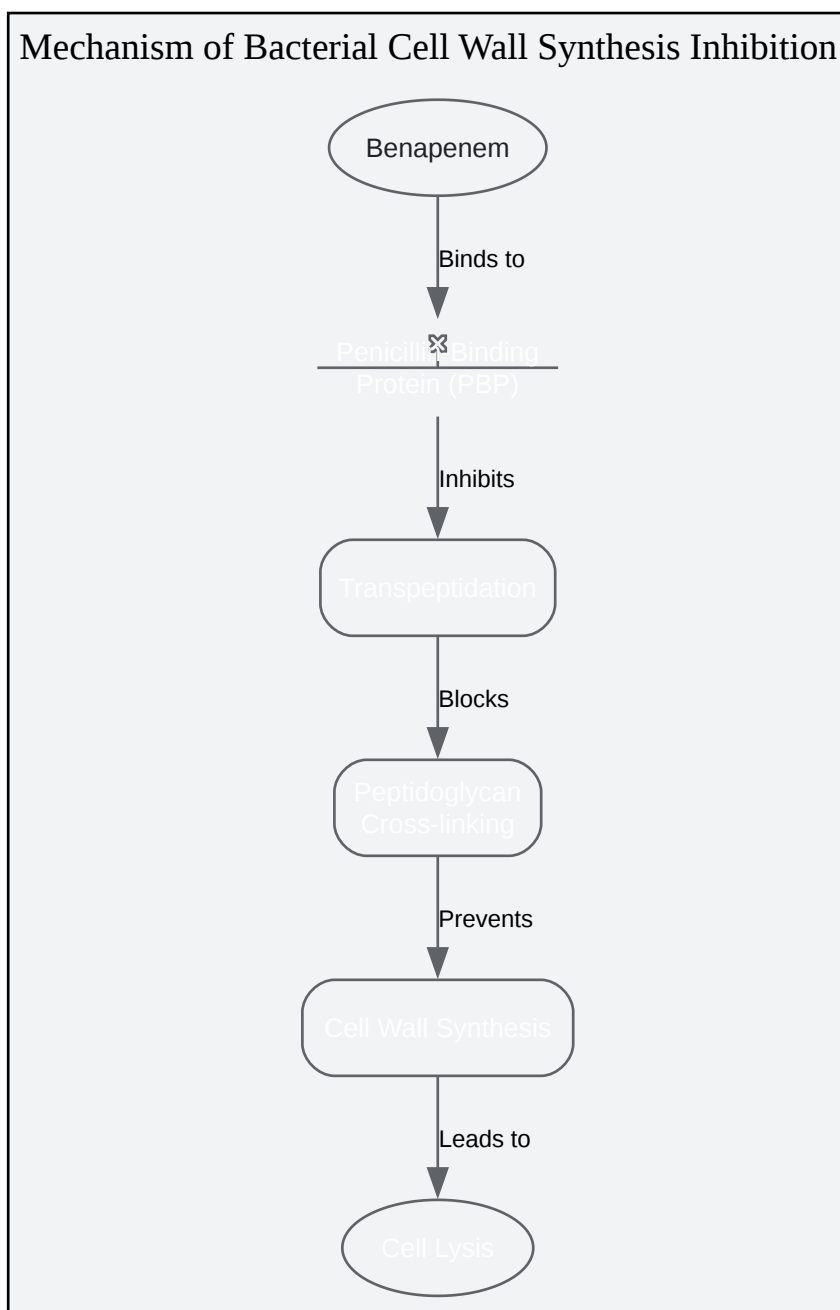 Mechanism of Bacterial Cell Wall Synthesis Inhibition
Benapenem
Binds to
Penicillin-Binding
Protein (PBP)
Inhibits
Transpeptidation
Blocks
Peptidoglycan
Cross-linking
Prevents
Cell Wall Synthesis
Leads to
Cell Lysis